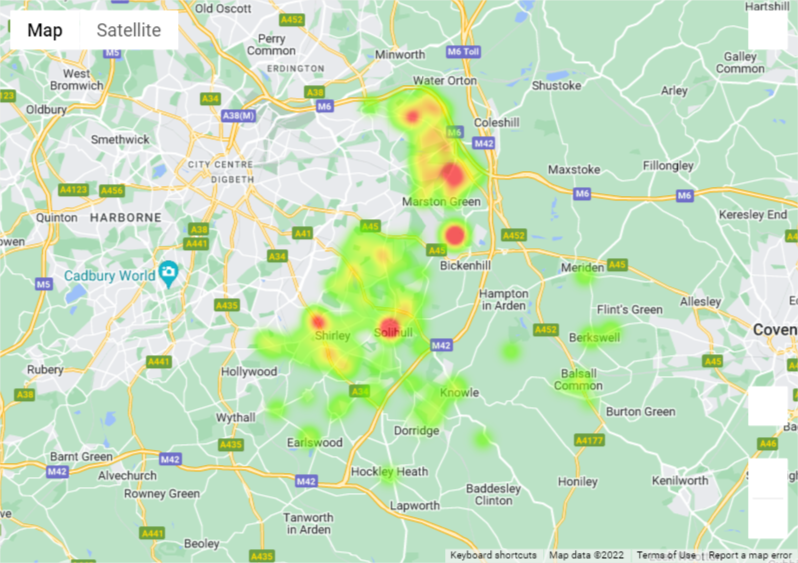 Hartshill
Old Oscott
A452
Map
Satellite
M5
Perry
Common
Minworth
M6 Toll
Galley
Common
ERDINGTON
West
Bromwich
Water Orton
Shustoke
Arley
123
Oldbury
A34
A38
M6
A38(M)
Coleshill
Smethwick
M6
M42
CITY CENTRE
DIGBETH
Maxstoke
Fillongley
A4123
A456
M6
M6
Marston Green
Quinton
HARBORNE
Keresley End
A38
A41
A45
A452
A4
owen
A441
A34
A45
Bickenhill
Meriden
A45
Cadbury World
M5
A435
Hampton
in Arden
Allesley
Flint's Green
Shirley
Solihull
A452
Berkswell
Coven
M42
A441
A45
Rubery
Hollywood
Balsall
Common
A38
A34
Knowle
Wythall
Burton Green
Dorridge
Ba
A435
Earlswood
A4177
A46
Barnt Green
M42
M42
Hockley Heath
Alvechurch
M42
Honiley
Kenilworth
Rowney Green
Baddesley
Clinton
Lapworth
ve
Tanworth
in Arden
A441
Beoley
A435
Keyboard shortcuts
Map data ©2022
Terms of Use
Report a map error